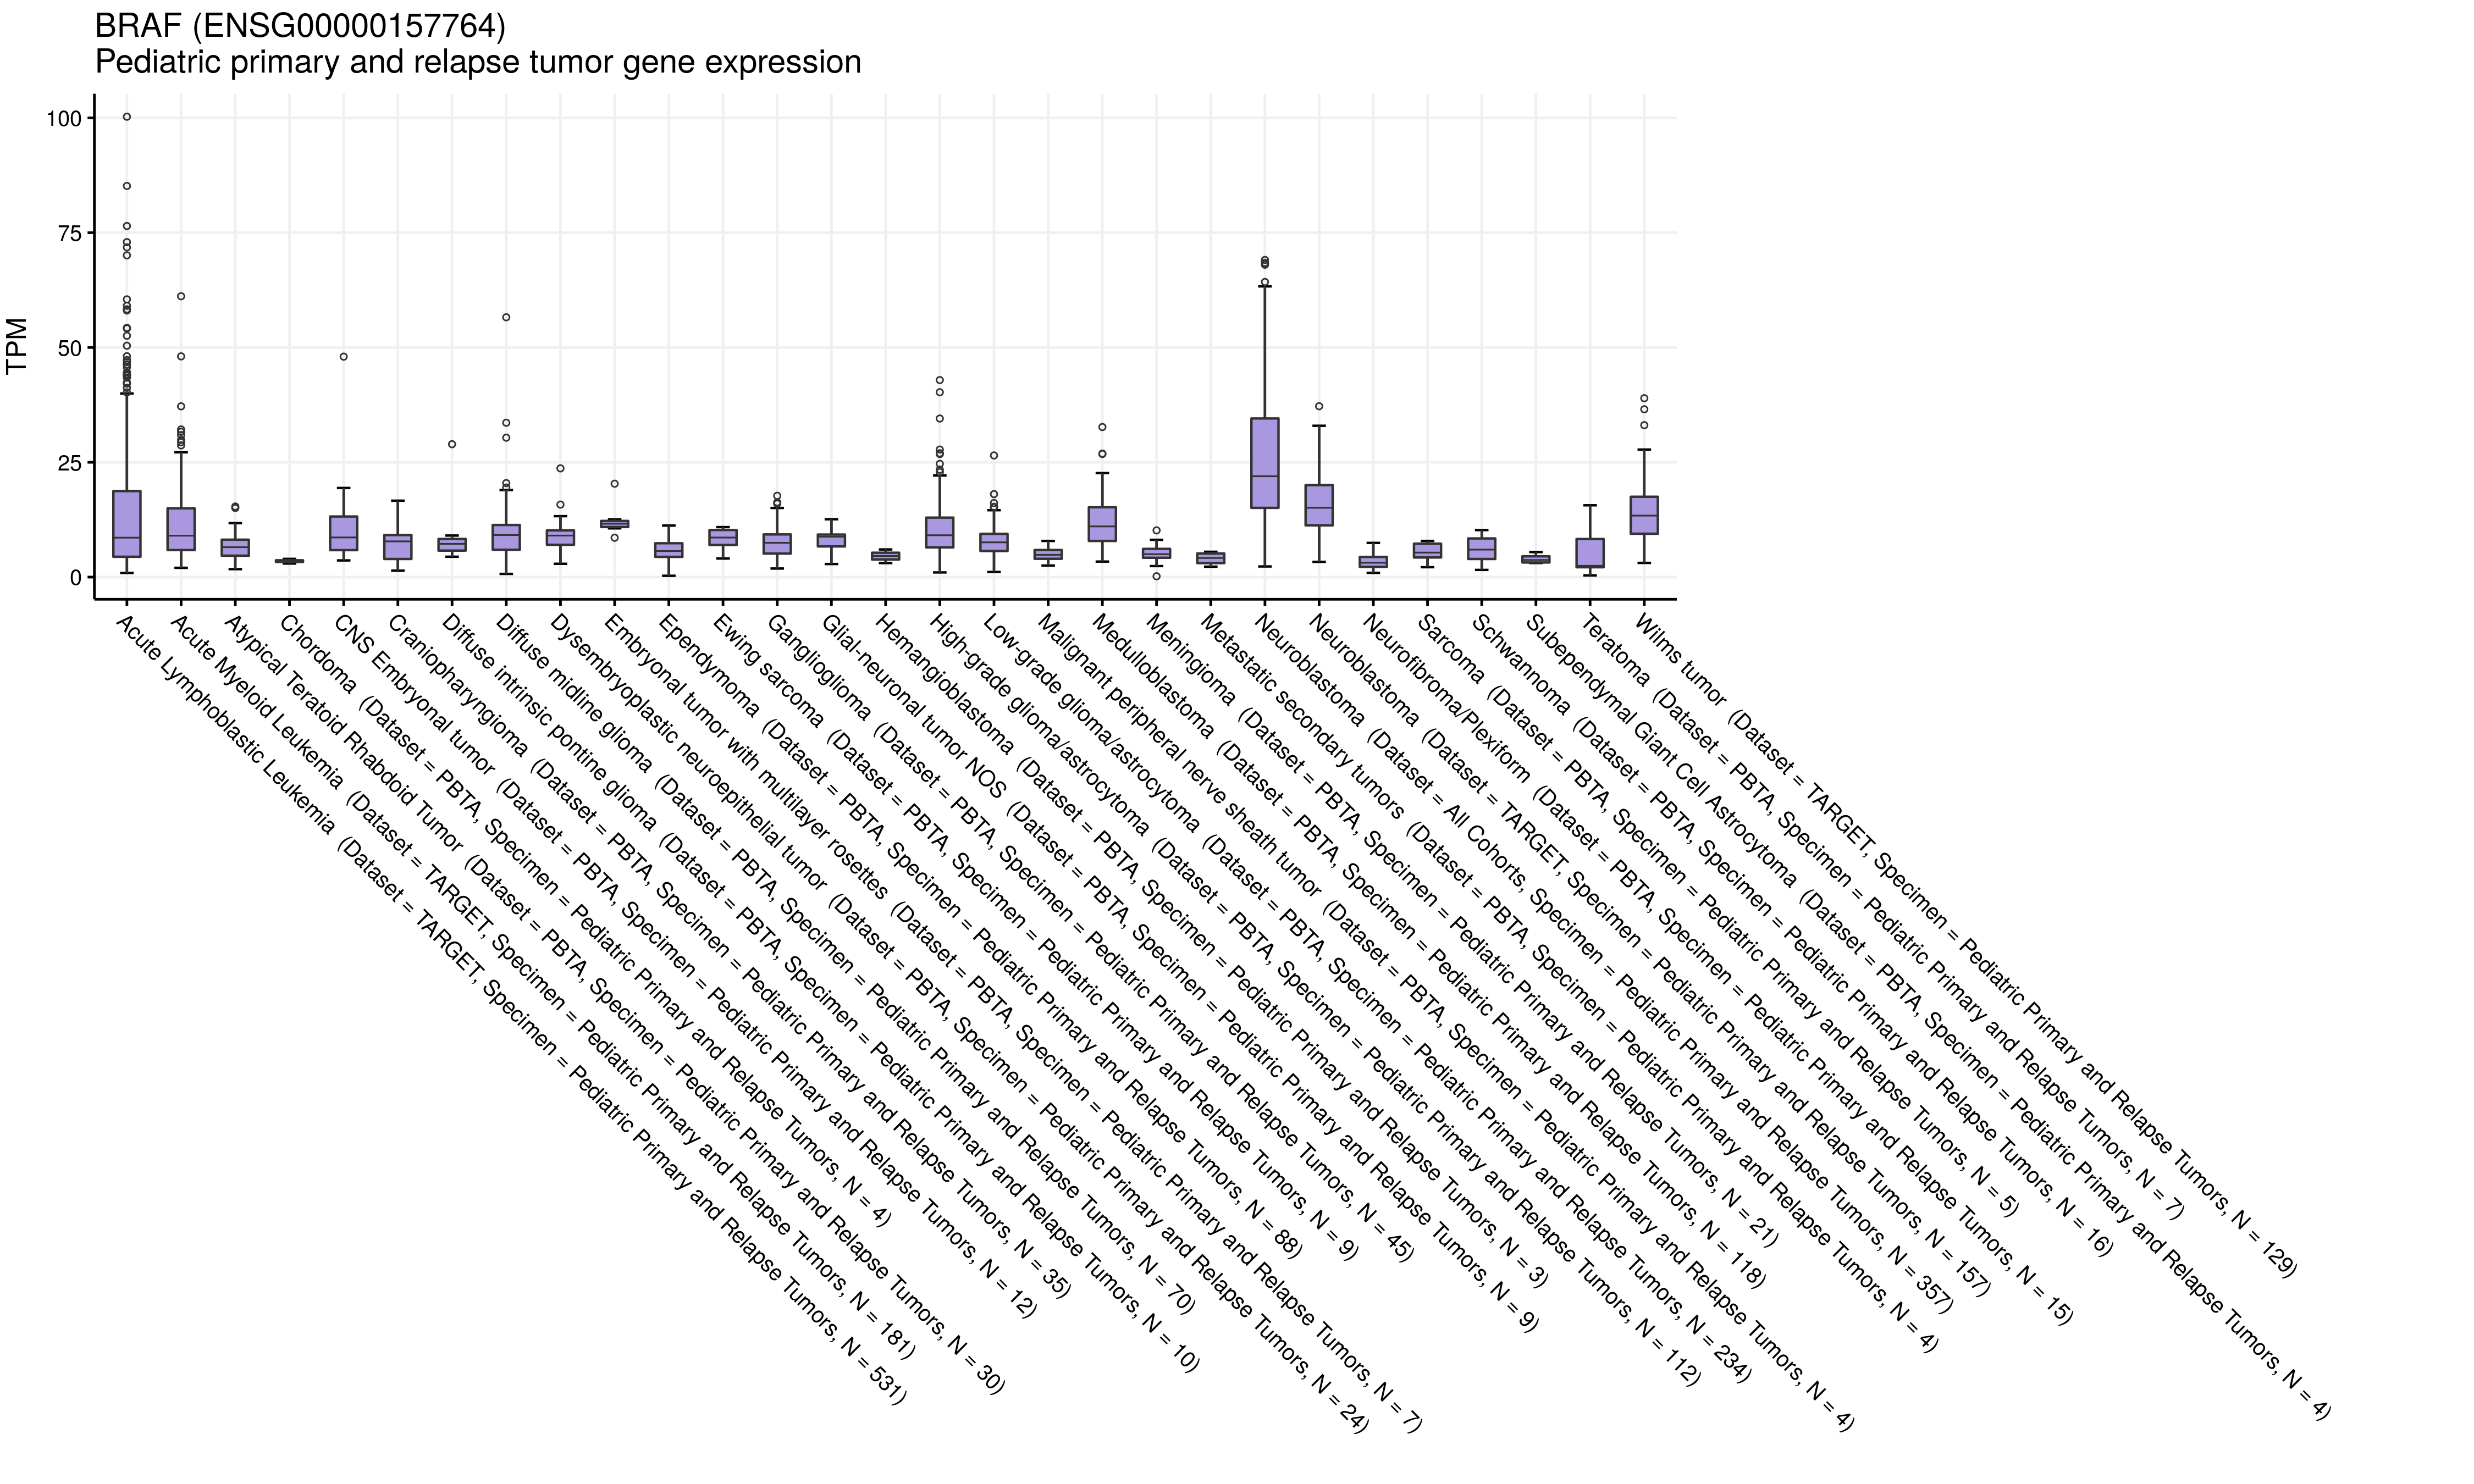 BRAF (ENSG00000157764)
Pediatric primary and relapse tumor gene expression
TPM
100
75
50
25
0
Acute Lymphoblastic Leukemia (Dataset = TARGET, Specimen = Pediatric Primary and Relapse Tumors, N = 531)
Acute Myeloid Leukemia (Dataset = TARGET, Specimen = Pediatric Primary and Relapse Tumors, N = 181)
Atypical Teratoid Rhabdoid Tumor (Dataset = PBTA, Specimen = Pediatric Primary and Relapse Tumors, N = 30)
Chordoma (Dataset = PBTA, Specimen = Pediatric Primary and Relapse Tumors, N = 4)
CNS Embryonal tumor (Dataset = PBTA, Specimen = Pediatric Primary and Relapse Tumors, N = 12)
Craniopharyngioma (Dataset = PBTA, Specimen = Pediatric Primary and Relapse Tumors, N = 35)
Diffuse intrinsic pontine glioma (Dataset = PBTA, Specimen = Pediatric Primary and Relapse Tumors, N = 10)
Diffuse midline glioma (Dataset = PBTA, Specimen = Pediatric Primary and Relapse Tumors, N = 70)
Dysembryoplastic neuroepithelial tumor (Dataset = PBTA, Specimen = Pediatric Primary and Relapse Tumors, N = 24)
Embryonal tumor with multilayer rosettes (Dataset = PBTA, Specimen = Pediatric Primary and Relapse Tumors, N = 7)
Ependymoma (Dataset = PBTA, Specimen = Pediatric Primary and Relapse Tumors, N = 88)
Ewing sarcoma (Dataset = PBTA, Specimen = Pediatric Primary and Relapse Tumors, N = 9)
Ganglioglioma (Dataset = PBTA, Specimen = Pediatric Primary and Relapse Tumors, N = 45)
Glial-neuronal tumor NOS (Dataset = PBTA, Specimen = Pediatric Primary and Relapse Tumors, N = 9)
Hemangioblastoma (Dataset = PBTA, Specimen = Pediatric Primary and Relapse Tumors, N = 3)
High-grade glioma/astrocytoma (Dataset = PBTA, Specimen = Pediatric Primary and Relapse Tumors, N = 112)
Low-grade glioma/astrocytoma (Dataset = PBTA, Specimen = Pediatric Primary and Relapse Tumors, N = 234)
Malignant peripheral nerve sheath tumor (Dataset = PBTA, Specimen = Pediatric Primary and Relapse Tumors, N = 4)
Medulloblastoma (Dataset = PBTA, Specimen = Pediatric Primary and Relapse Tumors, N = 118)
Meningioma (Dataset = PBTA, Specimen = Pediatric Primary and Relapse Tumors, N = 21)
Metastatic secondary tumors (Dataset = PBTA, Specimen = Pediatric Primary and Relapse Tumors, N = 4)
Neuroblastoma (Dataset = All Cohorts, Specimen = Pediatric Primary and Relapse Tumors, N = 357)
Neuroblastoma (Dataset = TARGET, Specimen = Pediatric Primary and Relapse Tumors, N = 157)
Neurofibroma/Plexiform (Dataset = PBTA, Specimen = Pediatric Primary and Relapse Tumors, N = 15)
Sarcoma (Dataset = PBTA, Specimen = Pediatric Primary and Relapse Tumors, N = 5)
Schwannoma (Dataset = PBTA, Specimen = Pediatric Primary and Relapse Tumors, N = 16)
Subependymal Giant Cell Astrocytoma (Dataset = PBTA, Specimen = Pediatric Primary and Relapse Tumors, N = 4)
Teratoma (Dataset = PBTA, Specimen = Pediatric Primary and Relapse Tumors, N = 7)
Wilms tumor (Dataset = TARGET, Specimen = Pediatric Primary and Relapse Tumors, N = 129)